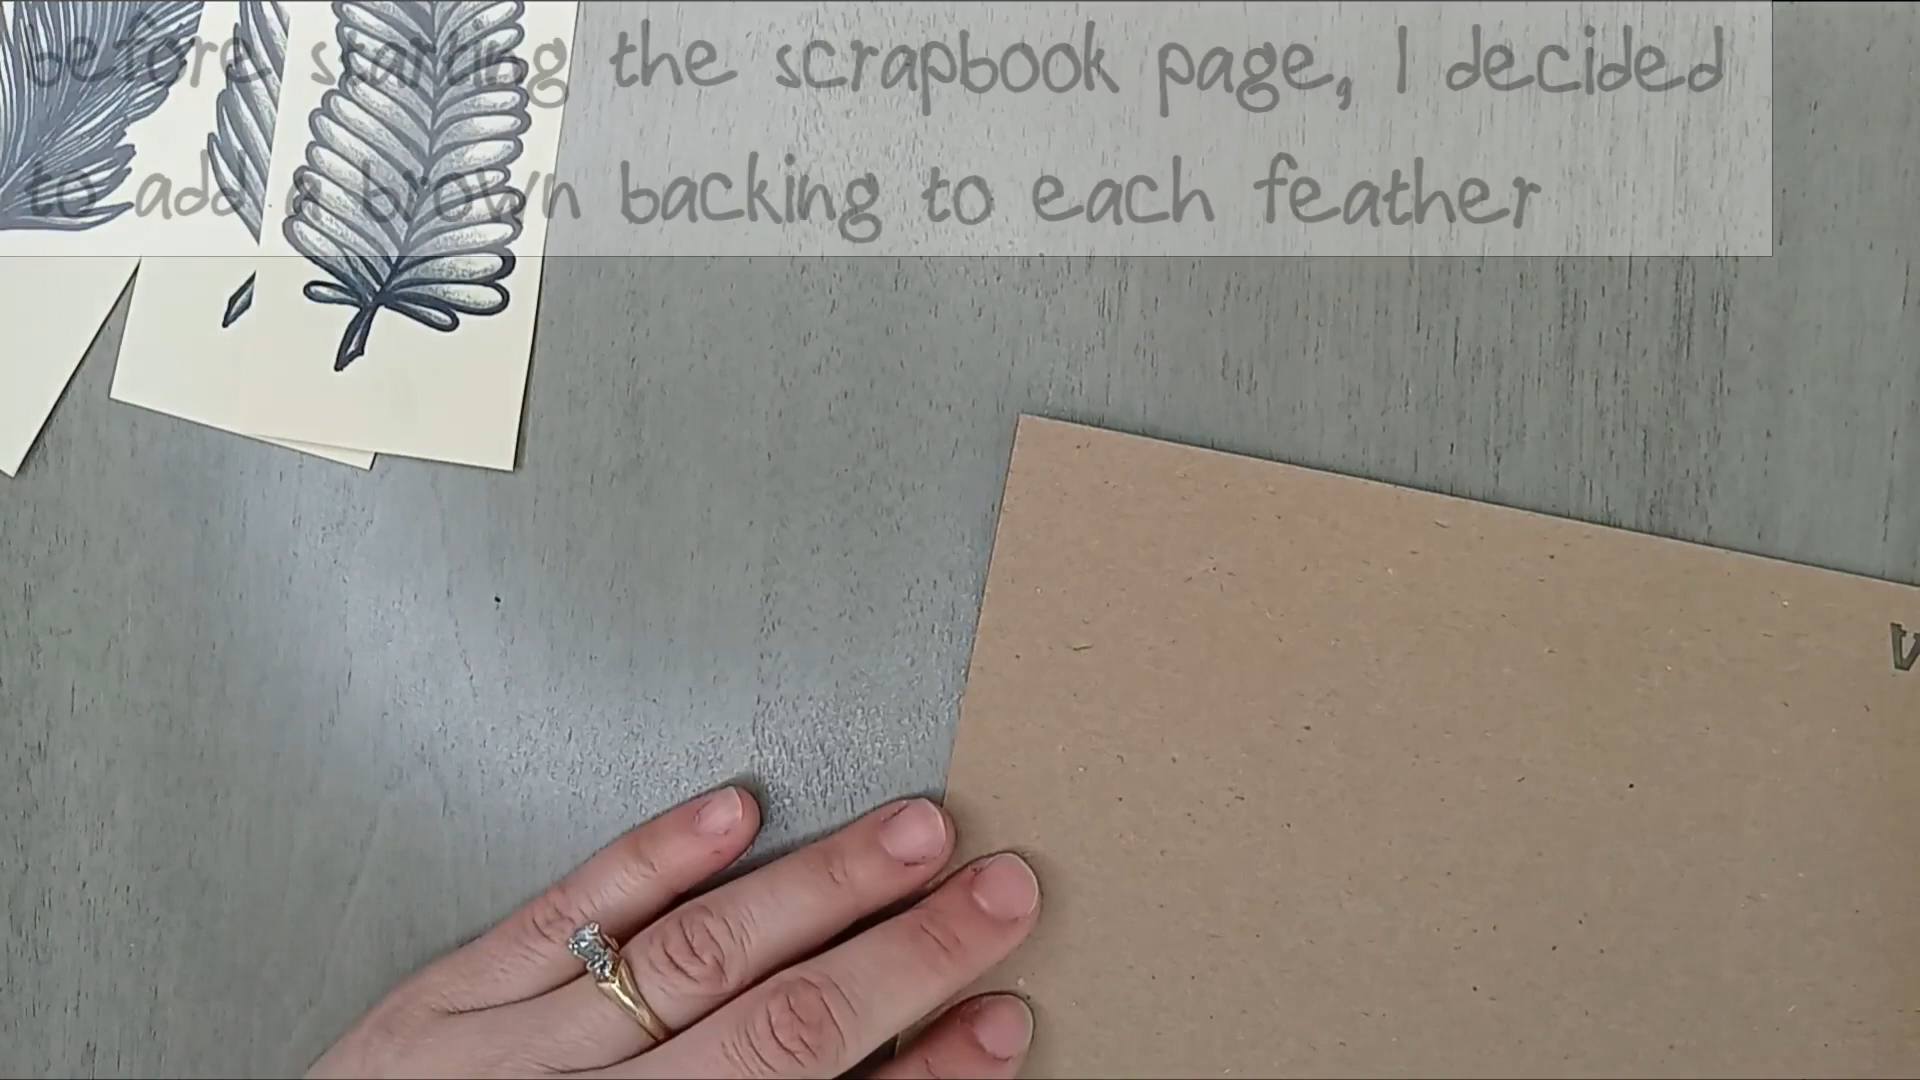 Before starting the scrapbook page, I decided
to add a brown backing to each feather